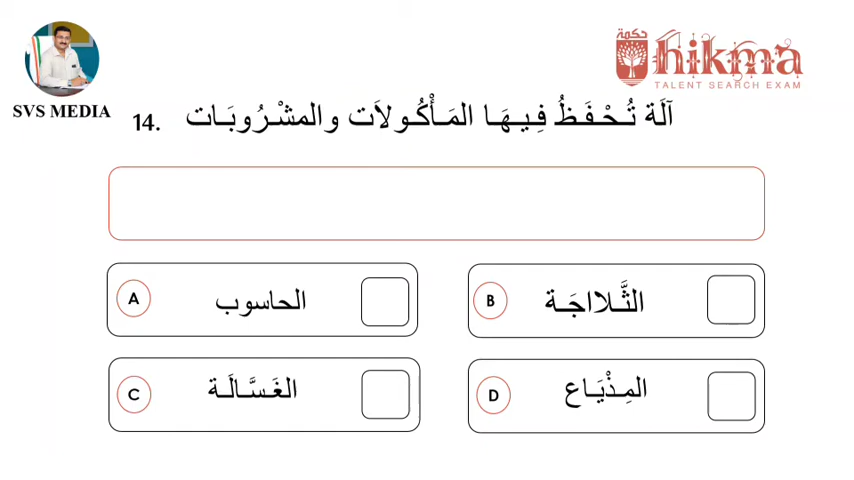 SVS MEDIA
حكمة
hikma
TALENT SEARCH EXAM
14. آلَة تُحْفَظُ فِيهَا المَأْكُولاَت والمشْرُوبَات
A الحاسوب
B الثَّلااجَة
C الغَسَّالَة
D المِذْيَاع